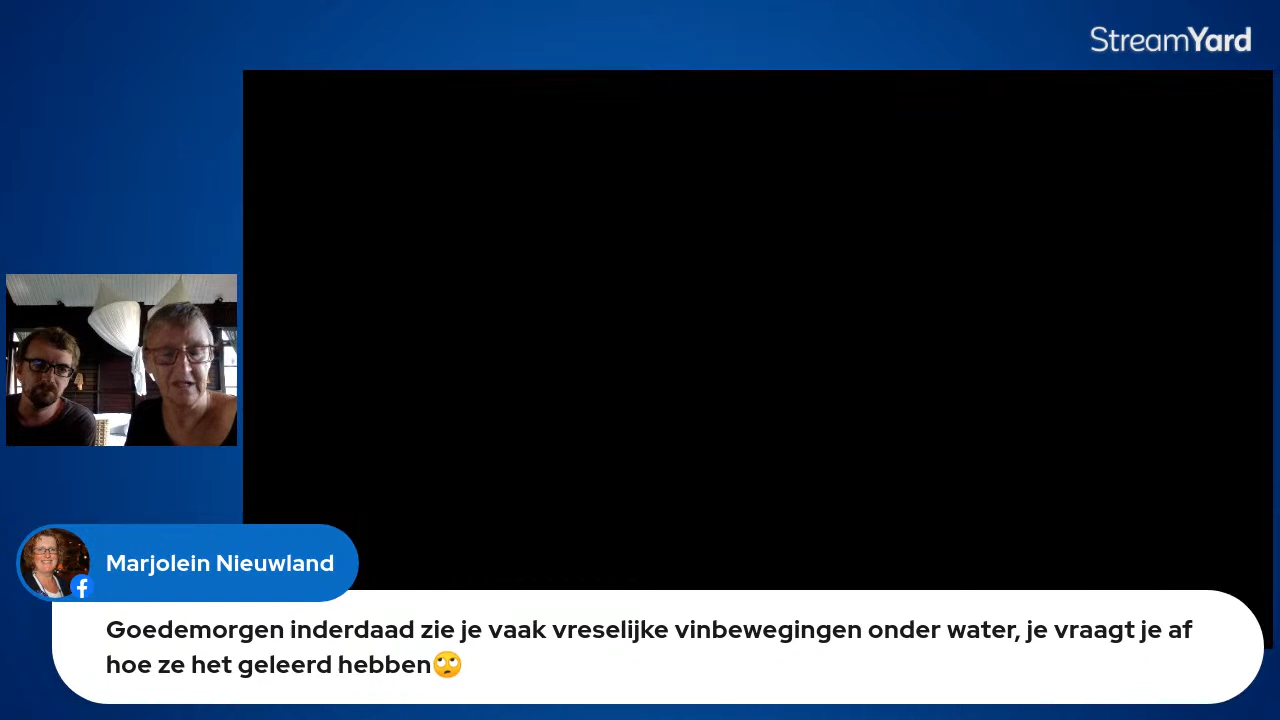 StreamYard
Marjolein Nieuwland
Goedemorgen inderdaad zie je vaak vreselijke vinbewegingen onder water, je vraagt je af
hoe ze het geleerd hebben🙄